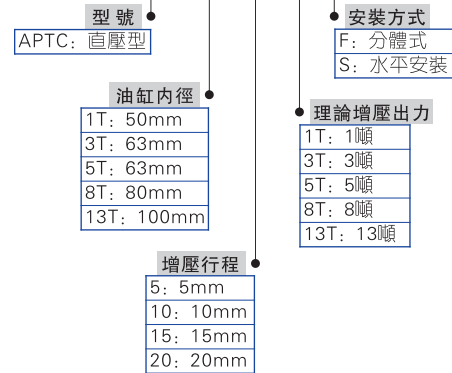 型號
APTC：直壓型
安裝方式
F：分體式
S：水平安裝
油缸内徑
1T：50mm
3T：63mm
5T：63mm
8T：80mm
13T：100mm
理論增壓出力
1T：1噸
3T：3噸
5T：5噸
8T：8噸
13T：13噸
增壓行程
5：5mm
10：10mm
15：15mm
20：20mm